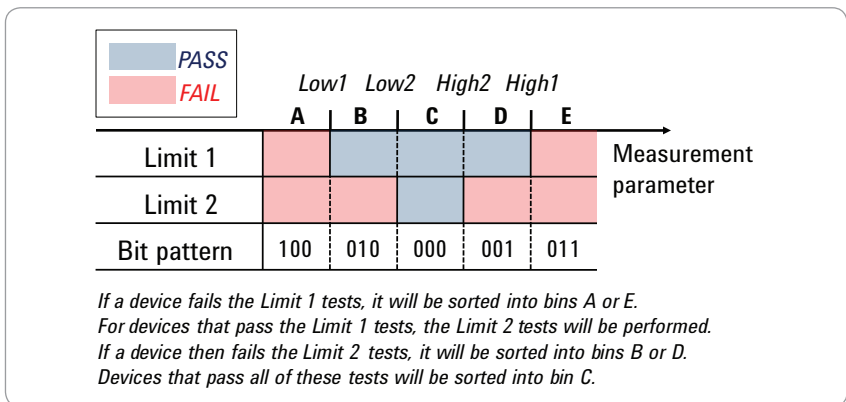 PASS
FAIL
Low1 Low2 High2 High1
A B C D E
Limit 1
Measurement
parameter
Limit 2
Bit pattern 100 010 000 001 011
If a device fails the Limit 1 tests, it will be sorted into bins A or E.
For devices that pass the Limit 1 tests, the Limit 2 tests will be performed.
If a device then fails the Limit 2 tests, it will be sorted into bins B or D.
Devices that pass all of these tests will be sorted into bin C.